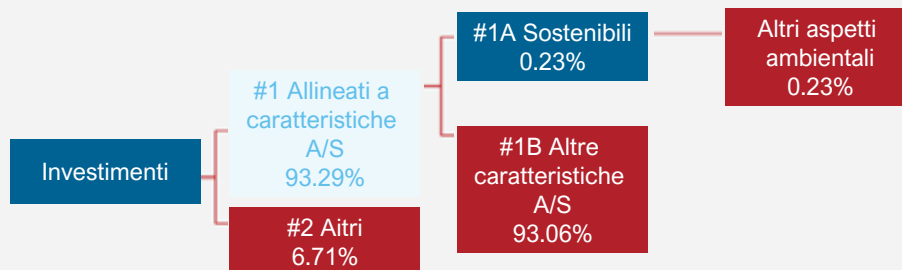 Investimenti
#1 Allineati a
caratteristiche
A/S
93.29%
#2 Aitri
6.71%
#1A Sostenibili
0.23%
#1B Altre
caratteristiche
A/S
93.06%
Altri aspetti
ambientali
0.23%